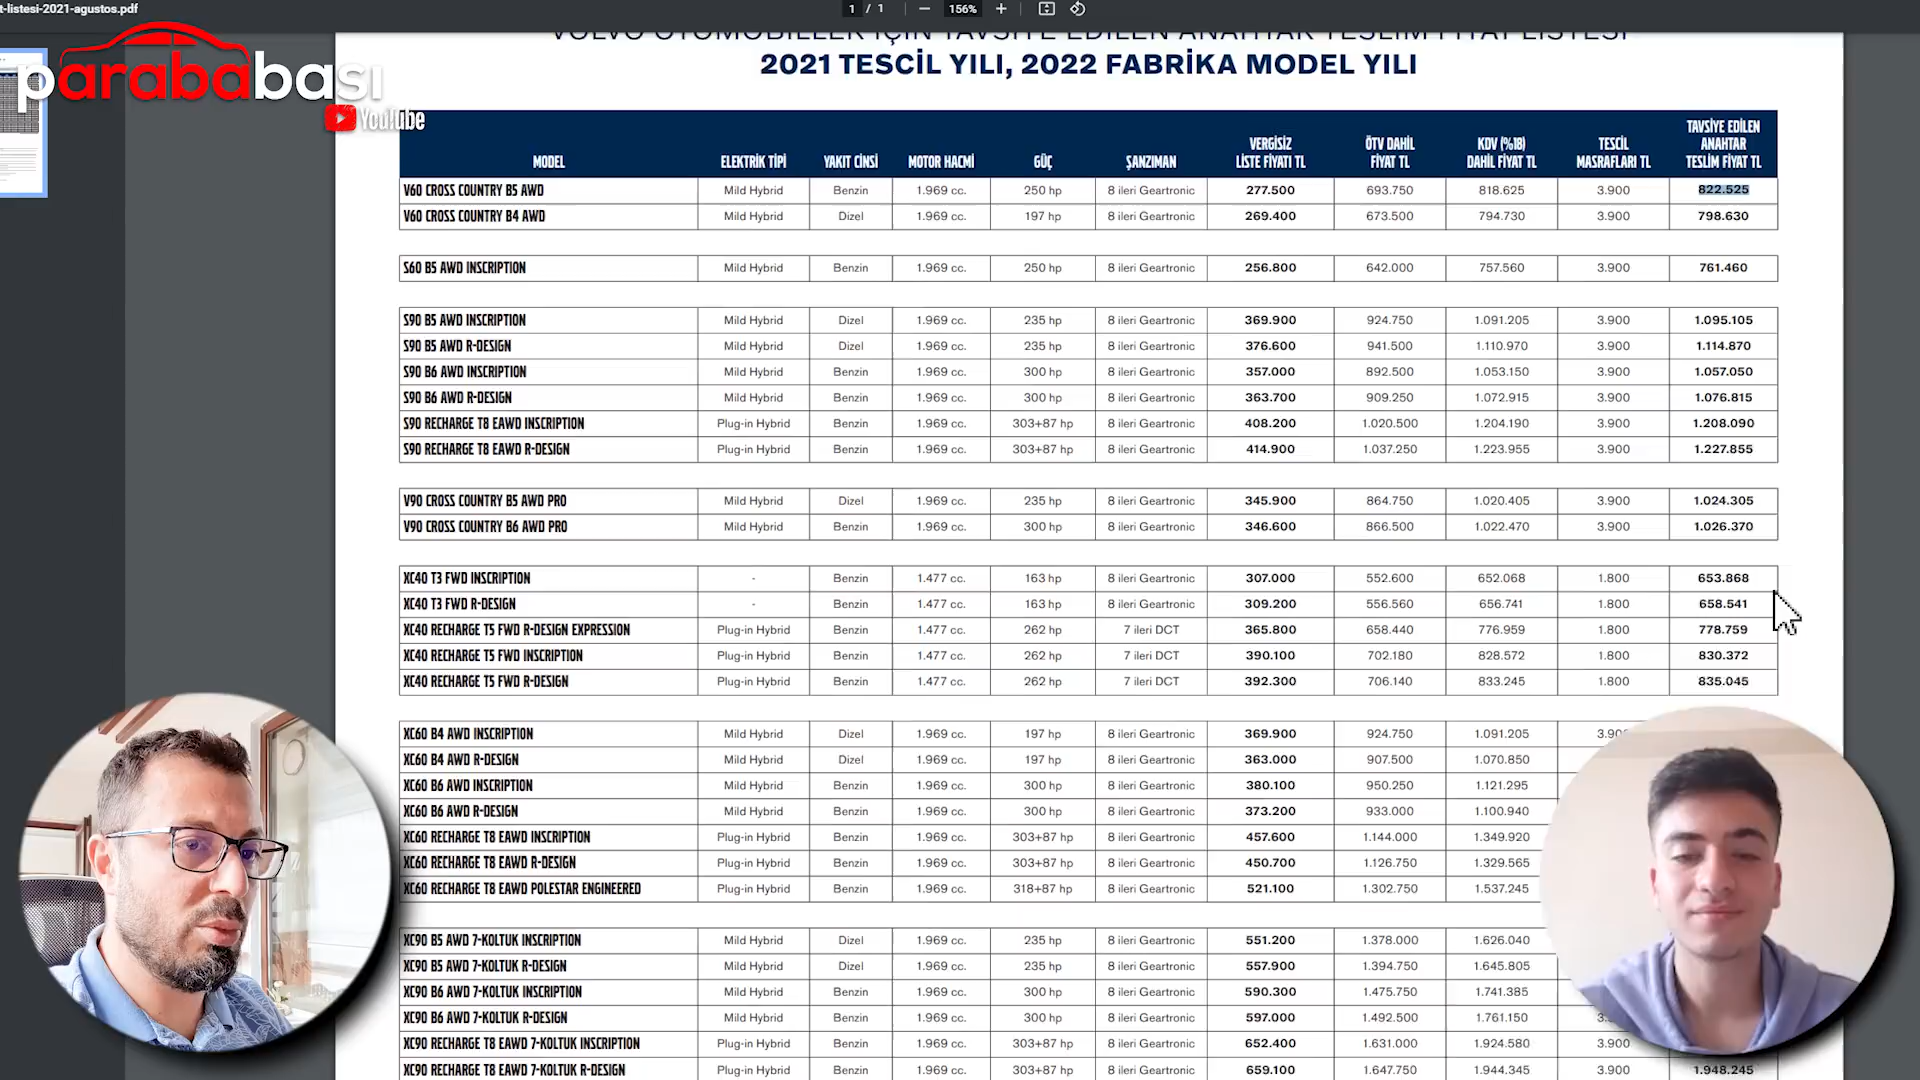 t-listesi-2021-agustos.pdf
1 / 1 156%
parababası
YouTube
VOLVO OTOMOBİLLER İÇİN TAVSİYE EDİLEN ANAHTAR TESLİM FİYAT LİSTESİ
2021 TESCİL YILI, 2022 FABRİKA MODEL YILI
MODEL ELEKTRİK TİPİ YAKIT CİNSİ MOTOR HACMİ GÜÇ ŞANZIMAN VERGİSİZ LİSTE FİYATI TL ÖTV DAHİL FİYAT TL KDV (%18) DAHİL FİYAT TL TESCİL MASRAFLARI TL TAVSİYE EDİLEN ANAHTAR TESLİM FİYAT TL
V60 CROSS COUNTRY B5 AWD Mild Hybrid Benzin 1.969 cc. 250 hp 8 ileri Geartronic 277.500 693.750 818.625 3.900 822.525
V60 CROSS COUNTRY B4 AWD Mild Hybrid Dizel 1.969 cc. 197 hp 8 ileri Geartronic 269.400 673.500 794.730 3.900 798.630
S60 B5 AWD INSCRIPTION Mild Hybrid Benzin 1.969 cc. 250 hp 8 ileri Geartronic 256.800 642.000 757.560 3.900 761.460
S90 B5 AWD INSCRIPTION Mild Hybrid Dizel 1.969 cc. 235 hp 8 ileri Geartronic 369.900 924.750 1.091.205 3.900 1.095.105
S90 B5 AWD R-DESIGN Mild Hybrid Dizel 1.969 cc. 235 hp 8 ileri Geartronic 376.600 941.500 1.110.970 3.900 1.114.870
S90 B6 AWD INSCRIPTION Mild Hybrid Benzin 1.969 cc. 300 hp 8 ileri Geartronic 357.000 892.500 1.053.150 3.900 1.057.050
S90 B6 AWD R-DESIGN Mild Hybrid Benzin 1.969 cc. 300 hp 8 ileri Geartronic 363.700 909.250 1.072.915 3.900 1.076.815
S90 RECHARGE T8 EAWD INSCRIPTION Plug-in Hybrid Benzin 1.969 cc. 303+87 hp 8 ileri Geartronic 408.200 1.020.500 1.204.190 3.900 1.208.090
S90 RECHARGE T8 EAWD R-DESIGN Plug-in Hybrid Benzin 1.969 cc. 303+87 hp 8 ileri Geartronic 414.900 1.037.250 1.223.955 3.900 1.227.855
V90 CROSS COUNTRY B5 AWD PRO Mild Hybrid Dizel 1.969 cc. 235 hp 8 ileri Geartronic 345.900 864.750 1.020.405 3.900 1.024.305
V90 CROSS COUNTRY B6 AWD PRO Mild Hybrid Benzin 1.969 cc. 300 hp 8 ileri Geartronic 346.600 866.500 1.022.470 3.900 1.026.370
XC40 T3 FWD INSCRIPTION - Benzin 1.477 cc. 163 hp 8 ileri Geartronic 307.000 552.600 652.068 1.800 653.868
XC40 T3 FWD R-DESIGN - Benzin 1.477 cc. 163 hp 8 ileri Geartronic 309.200 556.560 656.741 1.800 658.541
XC40 RECHARGE T5 FWD R-DESIGN EXPRESSION Plug-in Hybrid Benzin 1.477 cc. 262 hp 7 ileri DCT 365.800 658.440 776.959 1.800 778.759
XC40 RECHARGE T5 FWD INSCRIPTION Plug-in Hybrid Benzin 1.477 cc. 262 hp 7 ileri DCT 390.100 702.180 828.572 1.800 830.372
XC40 RECHARGE T5 FWD R-DESIGN Plug-in Hybrid Benzin 1.477 cc. 262 hp 7 ileri DCT 392.300 706.140 833.245 1.800 835.045
XC60 B4 AWD INSCRIPTION Mild Hybrid Dizel 1.969 cc. 197 hp 8 ileri Geartronic 369.900 924.750 1.091.205 3.90
XC60 B4 AWD R-DESIGN Mild Hybrid Dizel 1.969 cc. 197 hp 8 ileri Geartronic 363.000 907.500 1.070.850
XC60 B6 AWD INSCRIPTION Mild Hybrid Benzin 1.969 cc. 300 hp 8 ileri Geartronic 380.100 950.250 1.121.295
XC60 B6 AWD R-DESIGN Mild Hybrid Benzin 1.969 cc. 300 hp 8 ileri Geartronic 373.200 933.000 1.100.940
XC60 RECHARGE T8 EAWD INSCRIPTION Plug-in Hybrid Benzin 1.969 cc. 303+87 hp 8 ileri Geartronic 457.600 1.144.000 1.349.920
XC60 RECHARGE T8 EAWD R-DESIGN Plug-in Hybrid Benzin 1.969 cc. 303+87 hp 8 ileri Geartronic 450.700 1.126.750 1.329.565
XC60 RECHARGE T8 EAWD POLESTAR ENGINEERED Plug-in Hybrid Benzin 1.969 cc. 318+87 hp 8 ileri Geartronic 521.100 1.302.750 1.537.245
XC90 B5 AWD 7-KOLTUK INSCRIPTION Mild Hybrid Dizel 1.969 cc. 235 hp 8 ileri Geartronic 551.200 1.378.000 1.626.040
XC90 B5 AWD 7-KOLTUK R-DESIGN Mild Hybrid Dizel 1.969 cc. 235 hp 8 ileri Geartronic 557.900 1.394.750 1.645.805
XC90 B6 AWD 7-KOLTUK INSCRIPTION Mild Hybrid Benzin 1.969 cc. 300 hp 8 ileri Geartronic 590.300 1.475.750 1.741.385
XC90 B6 AWD 7-KOLTUK R-DESIGN Mild Hybrid Benzin 1.969 cc. 300 hp 8 ileri Geartronic 597.000 1.492.500 1.761.150 3.
XC90 RECHARGE T8 EAWD 7-KOLTUK INSCRIPTION Plug-in Hybrid Benzin 1.969 cc. 303+87 hp 8 ileri Geartronic 652.400 1.631.000 1.924.580 3.900
XC90 RECHARGE T8 EAWD 7-KOLTUK R-DESIGN Plug-in Hybrid Benzin 1.969 cc. 303+87 hp 8 ileri Geartronic 659.100 1.647.750 1.944.345 3.900 1.948.245